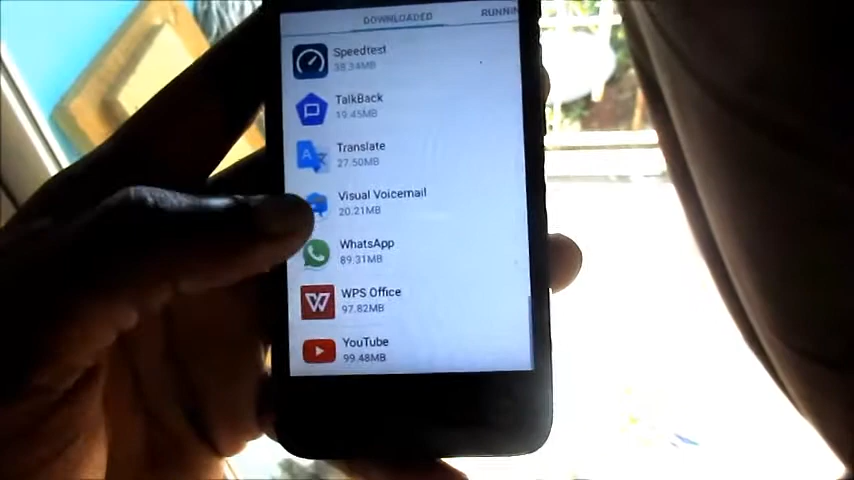 DOWNLOADED RUNNIN
Speedtest
38.34MB
TalkBack
19.45MB
Translate
27.50MB
Visual Voicemail
20.21MB
WhatsApp
89.31MB
WPS Office
97.82MB
YouTube
99.48MB